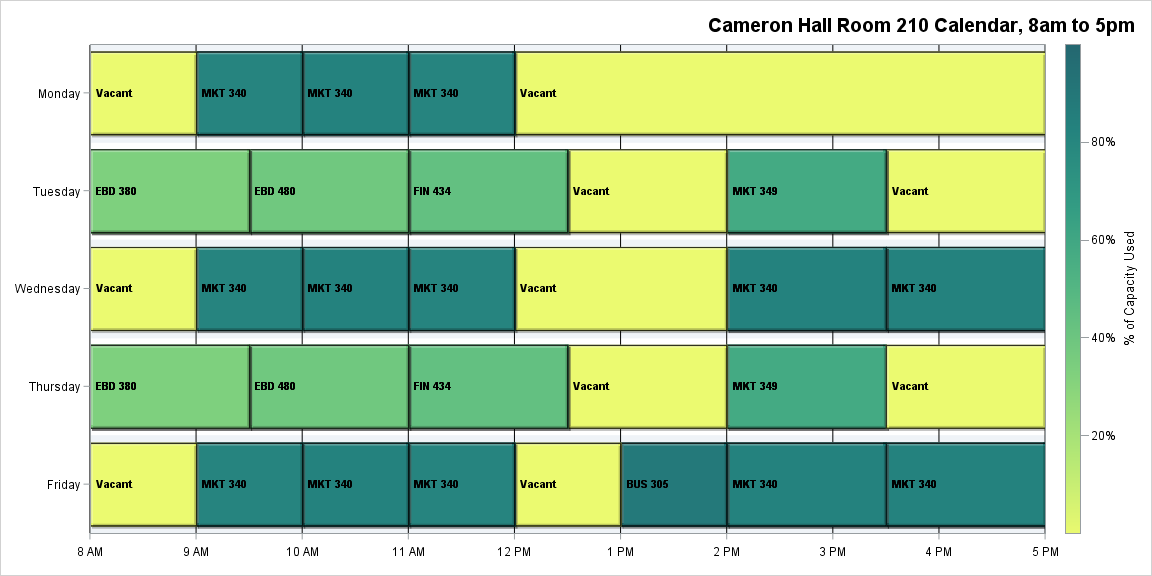 Cameron Hall Room 210 Calendar, 8am to 5pm
Monday
Vacant
MKT 340
MKT 340
MKT 340
Vacant
Tuesday
EBD 380
EBD 480
FIN 434
Vacant
MKT 349
Vacant
Wednesday
Vacant
MKT 340
MKT 340
MKT 340
Vacant
MKT 340
MKT 340
Thursday
EBD 380
EBD 480
FIN 434
Vacant
MKT 349
Vacant
Friday
Vacant
MKT 340
MKT 340
MKT 340
Vacant
BUS 305
MKT 340
MKT 340
8 AM
9 AM
10 AM
11 AM
12 PM
1 PM
2 PM
3 PM
4 PM
5 PM
80%
60%
40%
20%
% of Capacity Used